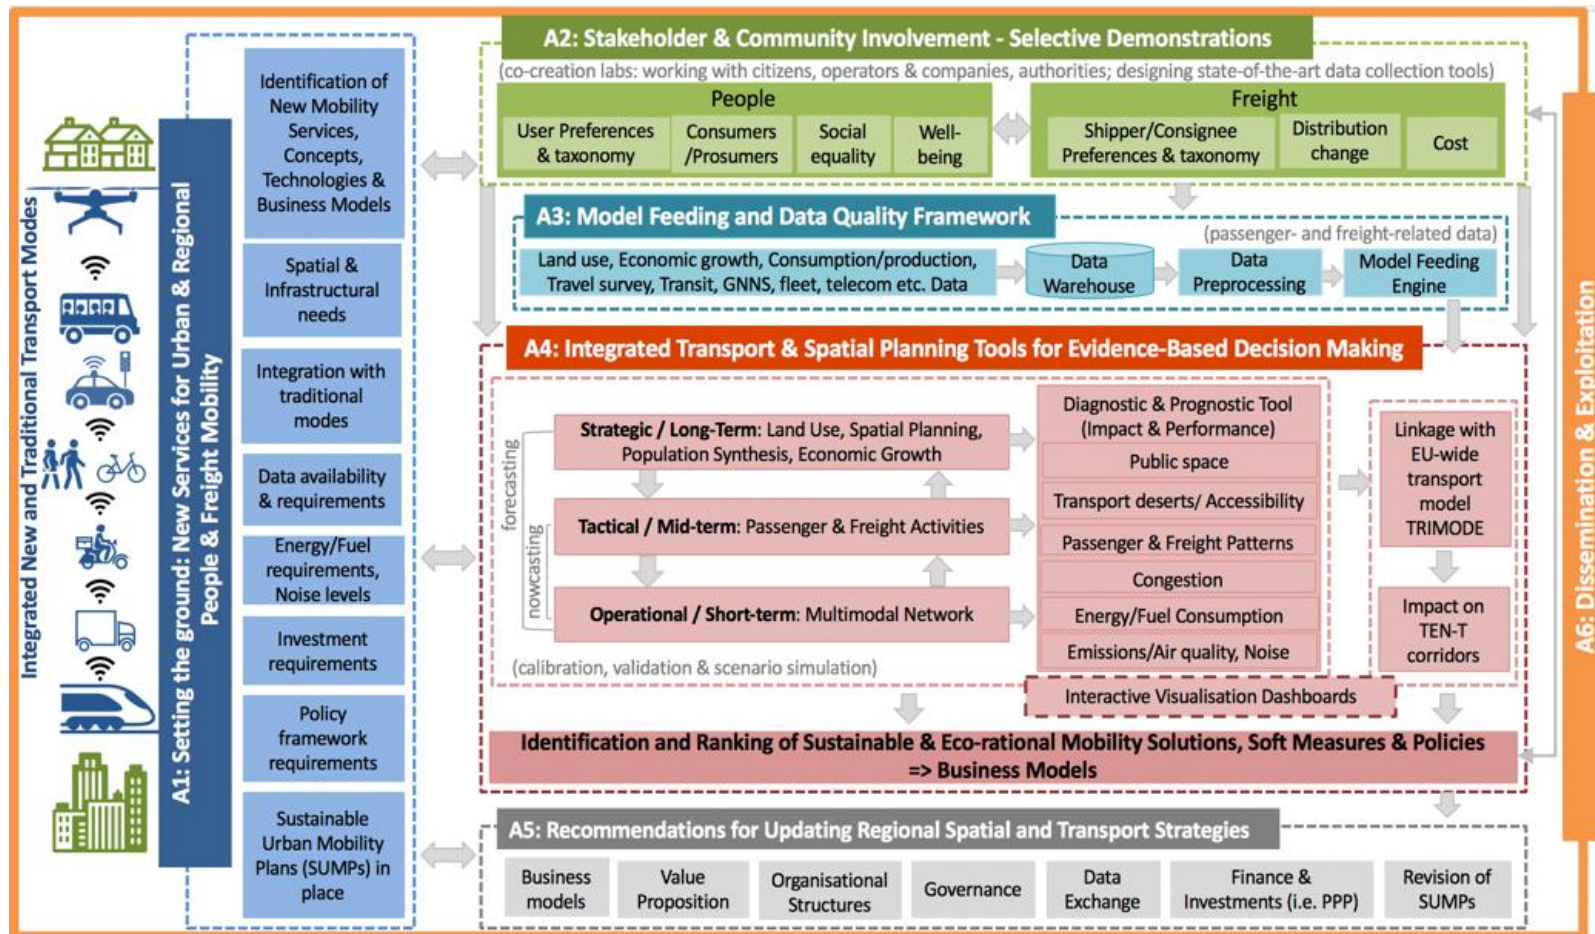 Integrated New and Traditional Transport Modes
A1: Setting the ground: New Services for Urban & Regional
People & Freight Mobility
Identification of
New Mobility
Services,
Concepts,
Technologies &
Business Models
Spatial &
Infrastructural
needs
Integration with
traditional
modes
Data availability
& requirements
Energy/Fuel
requirements,
Noise levels
Investment
requirements
Policy
framework
requirements
Sustainable
Urban Mobility
Plans (SUMPs) in
place
A2: Stakeholder & Community Involvement - Selective Demonstrations
(co-creation labs: working with citizens, operators & companies, authorities; designing state-of-the-art data collection tools)
People
User Preferences
& taxonomy
Consumers
/Prosumers
Social
equality
Well-
being
Freight
Shipper/Consignee
Preferences & taxonomy
Distribution
change
Cost
A3: Model Feeding and Data Quality Framework
(passenger- and freight-related data)
Land use, Economic growth, Consumption/production,
Travel survey, Transit, GNNS, fleet, telecom etc. Data
Data
Warehouse
Data
Preprocessing
Model Feeding
Engine
A4: Integrated Transport & Spatial Planning Tools for Evidence-Based Decision Making
forecasting
nowcasting
Strategic / Long-Term: Land Use, Spatial Planning,
Population Synthesis, Economic Growth
Tactical / Mid-term: Passenger & Freight Activities
Operational / Short-term: Multimodal Network
(calibration, validation & scenario simulation)
Diagnostic & Prognostic Tool
(Impact & Performance)
Public space
Transport deserts/ Accessibility
Passenger & Freight Patterns
Congestion
Energy/Fuel Consumption
Emissions/Air quality, Noise
Interactive Visualisation Dashboards
Linkage with
EU-wide
transport
model
TRIMODE
Impact on
TEN-T
corridors
Identification and Ranking of Sustainable & Eco-rational Mobility Solutions, Soft Measures & Policies
=> Business Models
A5: Recommendations for Updating Regional Spatial and Transport Strategies
Business
models
Value
Proposition
Organisational
Structures
Governance
Data
Exchange
Finance &
Investments (i.e. PPP)
Revision of
SUMPs
A6: Dissemination & Exploitation